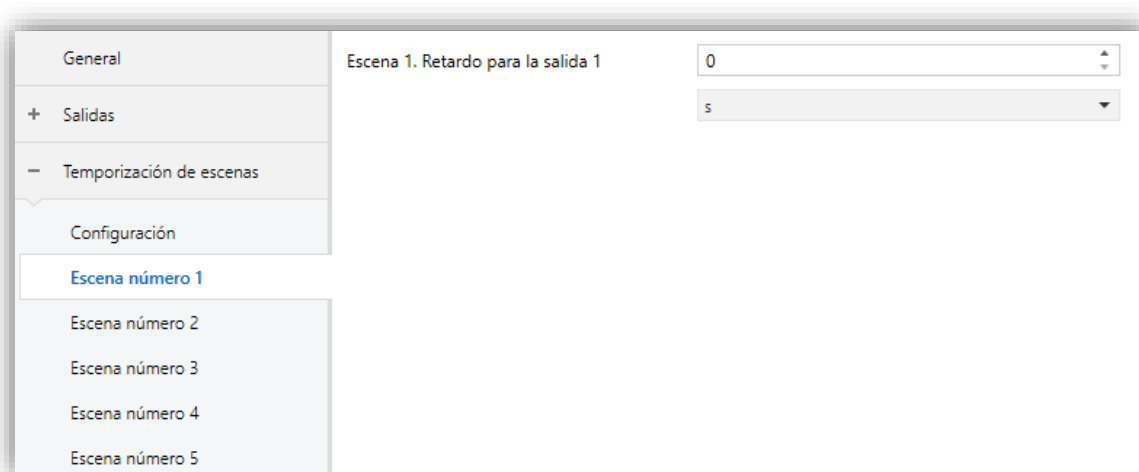 General
Salidas
Temporización de escenas
Configuración
Escena número 1
Escena número 2
Escena número 3
Escena número 4
Escena número 5
Escena 1. Retardo para la salida 1
0
s